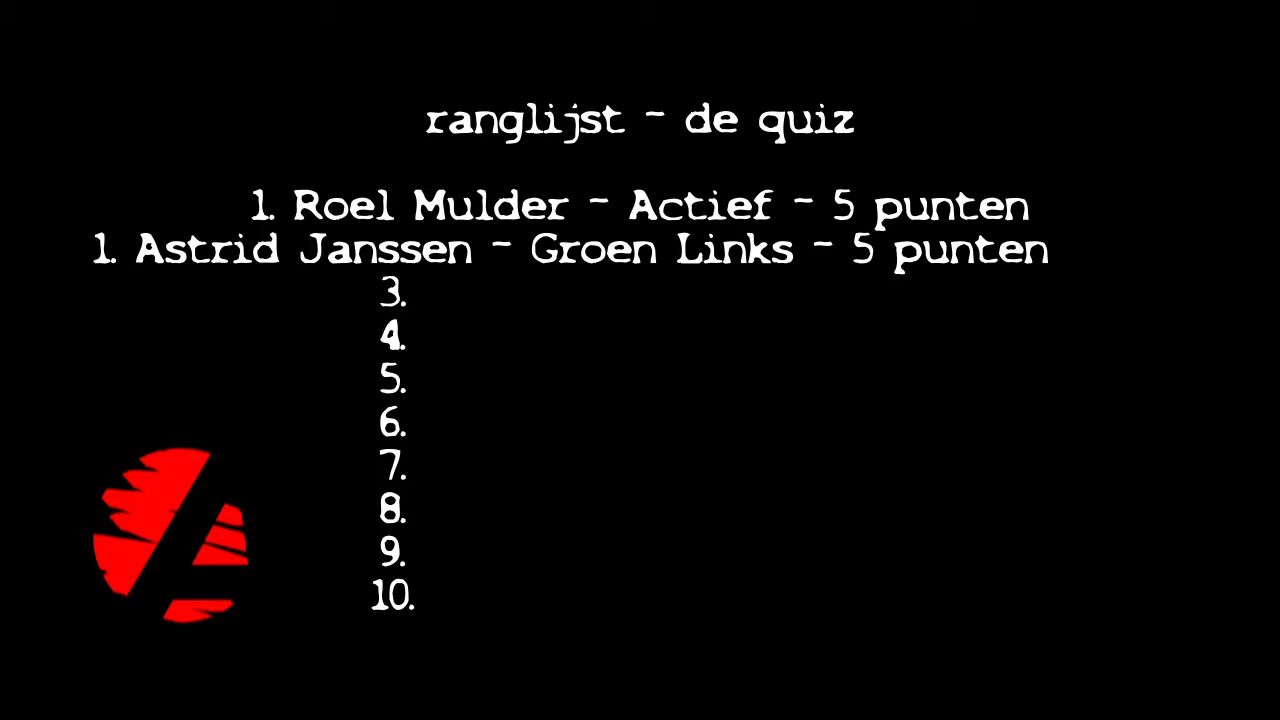 ranglijst - de quiz
1. Roel Mulder - Actief - 5 punten
1. Astrid Janssen - Groen Links - 5 punten
3.
4.
5.
6.
7.
8.
9.
10.